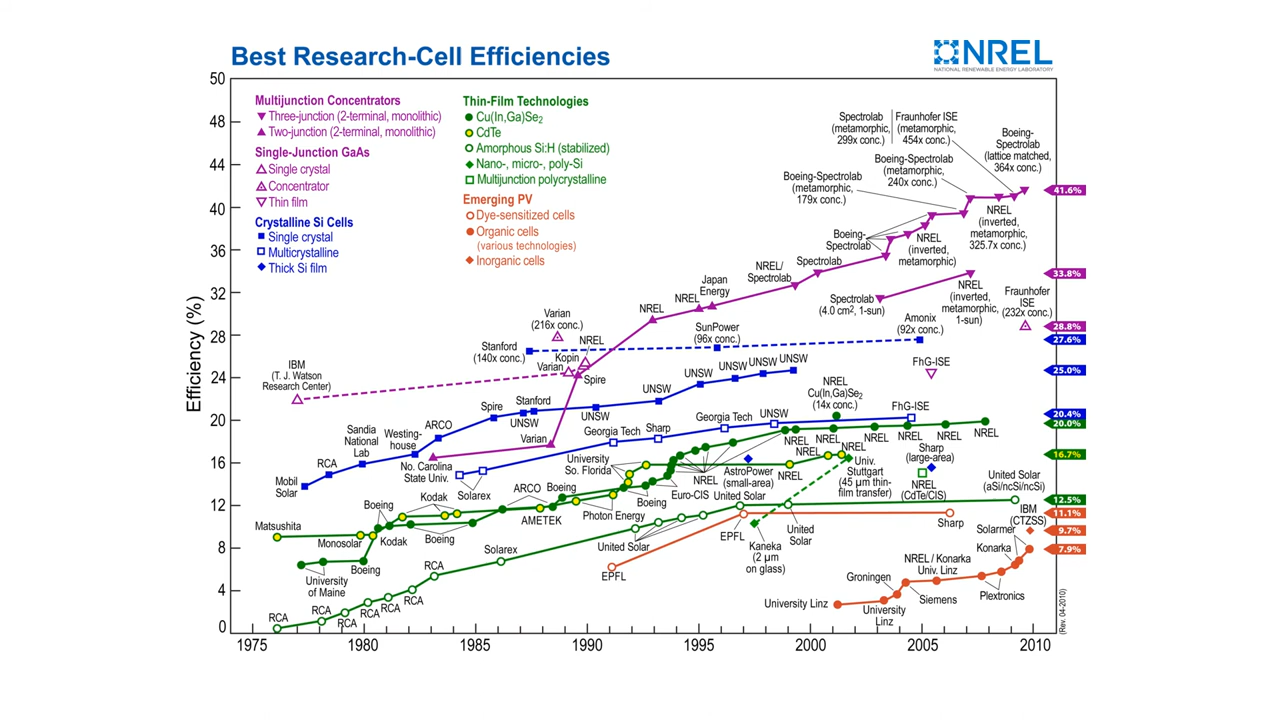 Best Research-Cell Efficiencies
NREL
NATIONAL RENEWABLE ENERGY LABORATORY
Efficiency (%)
50
48
44
40
36
32
28
24
20
16
12
8
4
0
1975
1980
1985
1990
1995
2000
2005
2010
(Rev. 04-2010)
Multijunction Concentrators
Three-junction (2-terminal, monolithic)
Two-junction (2-terminal, monolithic)
Single-Junction GaAs
Single crystal
Concentrator
Thin film
Crystalline Si Cells
Single crystal
Multicrystalline
Thick Si film
Thin-Film Technologies
Cu(In,Ga)Se2
CdTe
Amorphous Si:H (stabilized)
Nano-, micro-, poly-Si
Multijunction polycrystalline
Emerging PV
Dye-sensitized cells
Organic cells
(various technologies)
Inorganic cells
Spectrolab
(metamorphic,
299x conc.)
Fraunhofer ISE
(metamorphic,
454x conc.)
Boeing-
Spectrolab
(lattice matched,
364x conc.)
Boeing-Spectrolab
(metamorphic,
240x conc.)
Boeing-Spectrolab
(metamorphic,
179x conc.)
Boeing-
Spectrolab
NREL
(inverted,
metamorphic,
325.7x conc.)
NREL
(inverted,
metamorphic)
Spectrolab
NREL/
Spectrolab
Japan
Energy
NREL
NREL
Spectrolab
(4.0 cm2, 1-sun)
NREL
(inverted,
metamorphic,
1-sun)
Fraunhofer
ISE
(232x conc.)
Varian
(216x conc.)
Stanford
(140x conc.)
NREL
Kopin
Varian
Spire
SunPower
(96x conc.)
Amonix
(92x conc.)
IBM
(T. J. Watson
Research Center)
FhG-ISE
UNSW
UNSW
UNSW
UNSW
UNSW
UNSW
Stanford
UNSW
Spire
ARCO
Westing-
house
Sandia
National
Lab
RCA
Mobil
Solar
Varian
No. Carolina
State Univ.
Solarex
Georgia Tech
Sharp
Georgia Tech
UNSW
FhG-ISE
NREL
Cu(In,Ga)Se2
(14x conc.)
NREL
NREL
NREL
NREL
NREL
Sharp
NREL
NREL
NREL
NREL
Univ.
Stuttgart
(45 µm thin-
film transfer)
Sharp
(large-area)
NREL
(CdTe/CIS)
AstroPower
(small-area)
University
So. Florida
NREL
Euro-CIS
Boeing
Photon Energy
ARCO
Boeing
AMETEK
Kodak
Boeing
Matsushita
Monosolar
Kodak
Boeing
Boeing
University
of Maine
United Solar
United Solar
United
Solar
United Solar
(aSi/ncSi/ncSi)
Solarex
RCA
RCA
RCA
RCA
RCA
RCA
RCA
RCA
EPFL
EPFL
Kaneka
(2 µm
on glass)
Sharp
IBM
(CTZSS)
Solarmer
Konarka
NREL / Konarka
Univ. Linz
Groningen
Plextronics
Siemens
University Linz
University
Linz
41.6%
33.8%
28.8%
27.6%
25.0%
20.4%
20.0%
16.7%
12.5%
11.1%
9.7%
7.9%